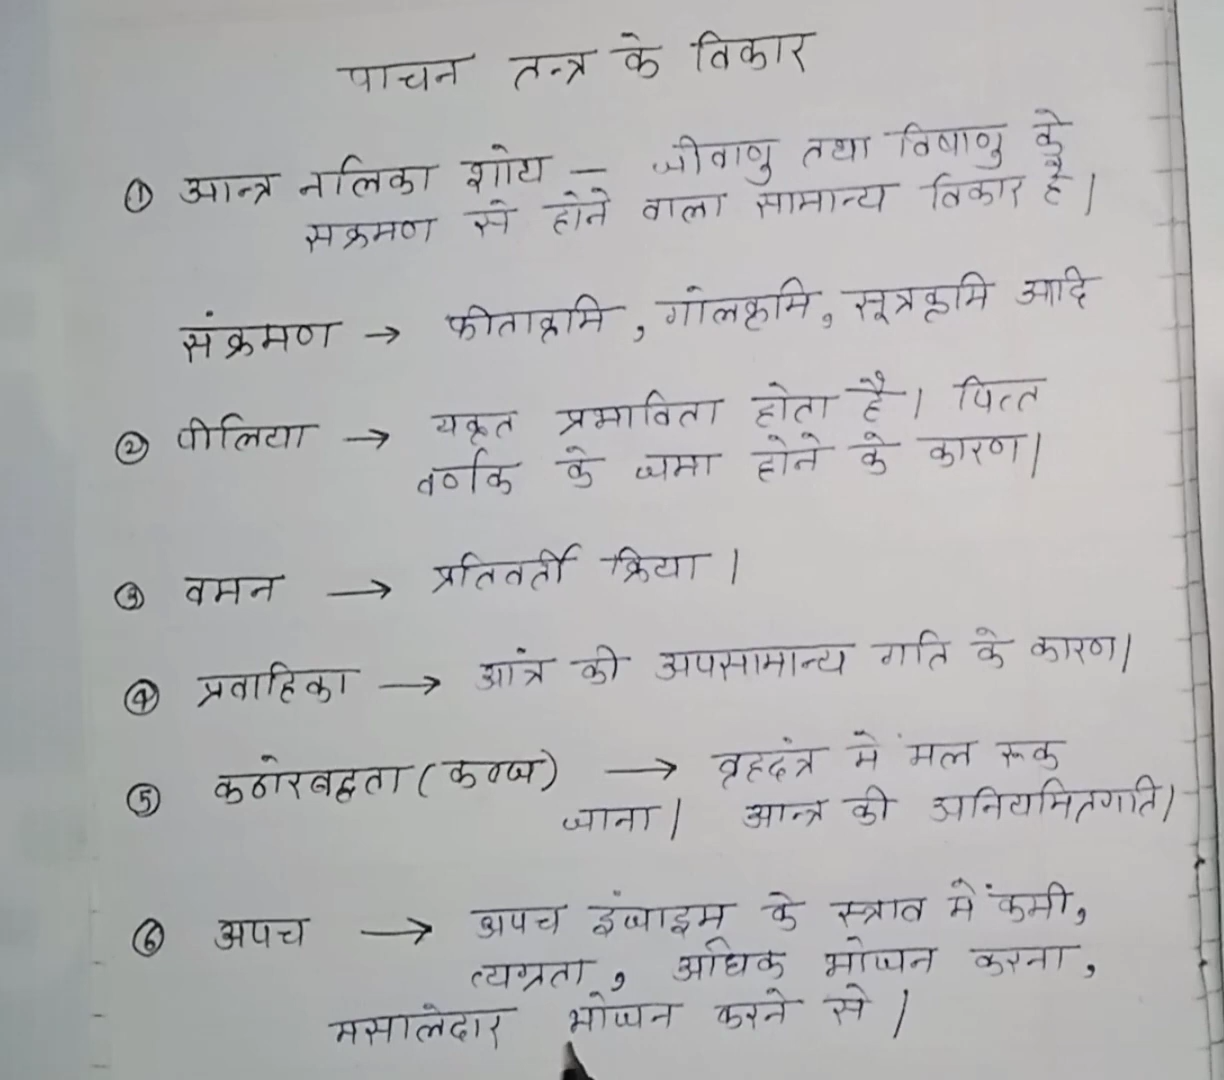 पाचन तन्त्र के विकार
① आन्त्र नलिका शोथ – जीवाणु तथा विषाणु के
सक्रमण से होने वाला सामान्य विकार है।
संक्रमण → फीताकृमि, गोलकृमि, सूत्रकृमि आदि
② पीलिया → यकृत प्रभाविता होता है। पित्त
वर्णक के जमा होने के कारण।
③ वमन → प्रतिवर्ती क्रिया।
④ प्रवाहिका → आंत्र की अपसामान्य गति के कारण।
⑤ कठोरबद्धता (कब्ज) → वृहदंत्र में मल रूक
जाना। आन्त्र की अनियमितगति।
⑥ अपच → अपच इंजाइम के स्त्राव में कमी,
व्यग्रता, अधिक भोजन करना,
मसालेदार भोजन करने से।